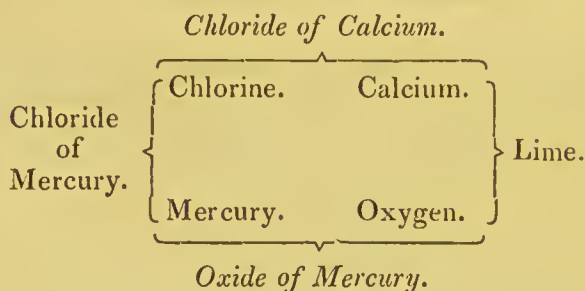 Chloride of Calcium.
Chlorine. Calcium.
Chloride
of
Mercury.
Lime.
Mercury. Oxygen.
Oxide of Mercury.